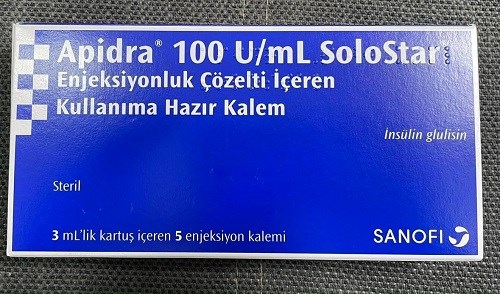 Apidra® 100 U/mL SoloStar
Enjeksiyonluk Çözelti İçeren
Kullanıma Hazır Kalem
İnsülin glulisin
Steril
3 mL'lik kartuş içeren 5 enjeksiyon kalemi
SANOFI